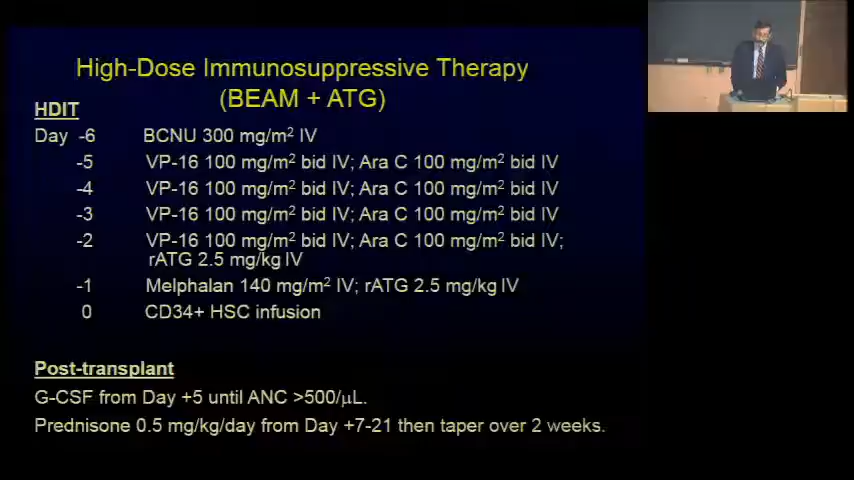 High-Dose Immunosuppressive Therapy
(BEAM + ATG)
HDIT
Day -6 BCNU 300 mg/m² IV
-5 VP-16 100 mg/m² bid IV; Ara C 100 mg/m² bid IV
-4 VP-16 100 mg/m² bid IV; Ara C 100 mg/m² bid IV
-3 VP-16 100 mg/m² bid IV; Ara C 100 mg/m² bid IV
-2 VP-16 100 mg/m² bid IV; Ara C 100 mg/m² bid IV;
rATG 2.5 mg/kg IV
-1 Melphalan 140 mg/m² IV; rATG 2.5 mg/kg IV
0 CD34+ HSC infusion
Post-transplant
G-CSF from Day +5 until ANC >500/μL.
Prednisone 0.5 mg/kg/day from Day +7-21 then taper over 2 weeks.